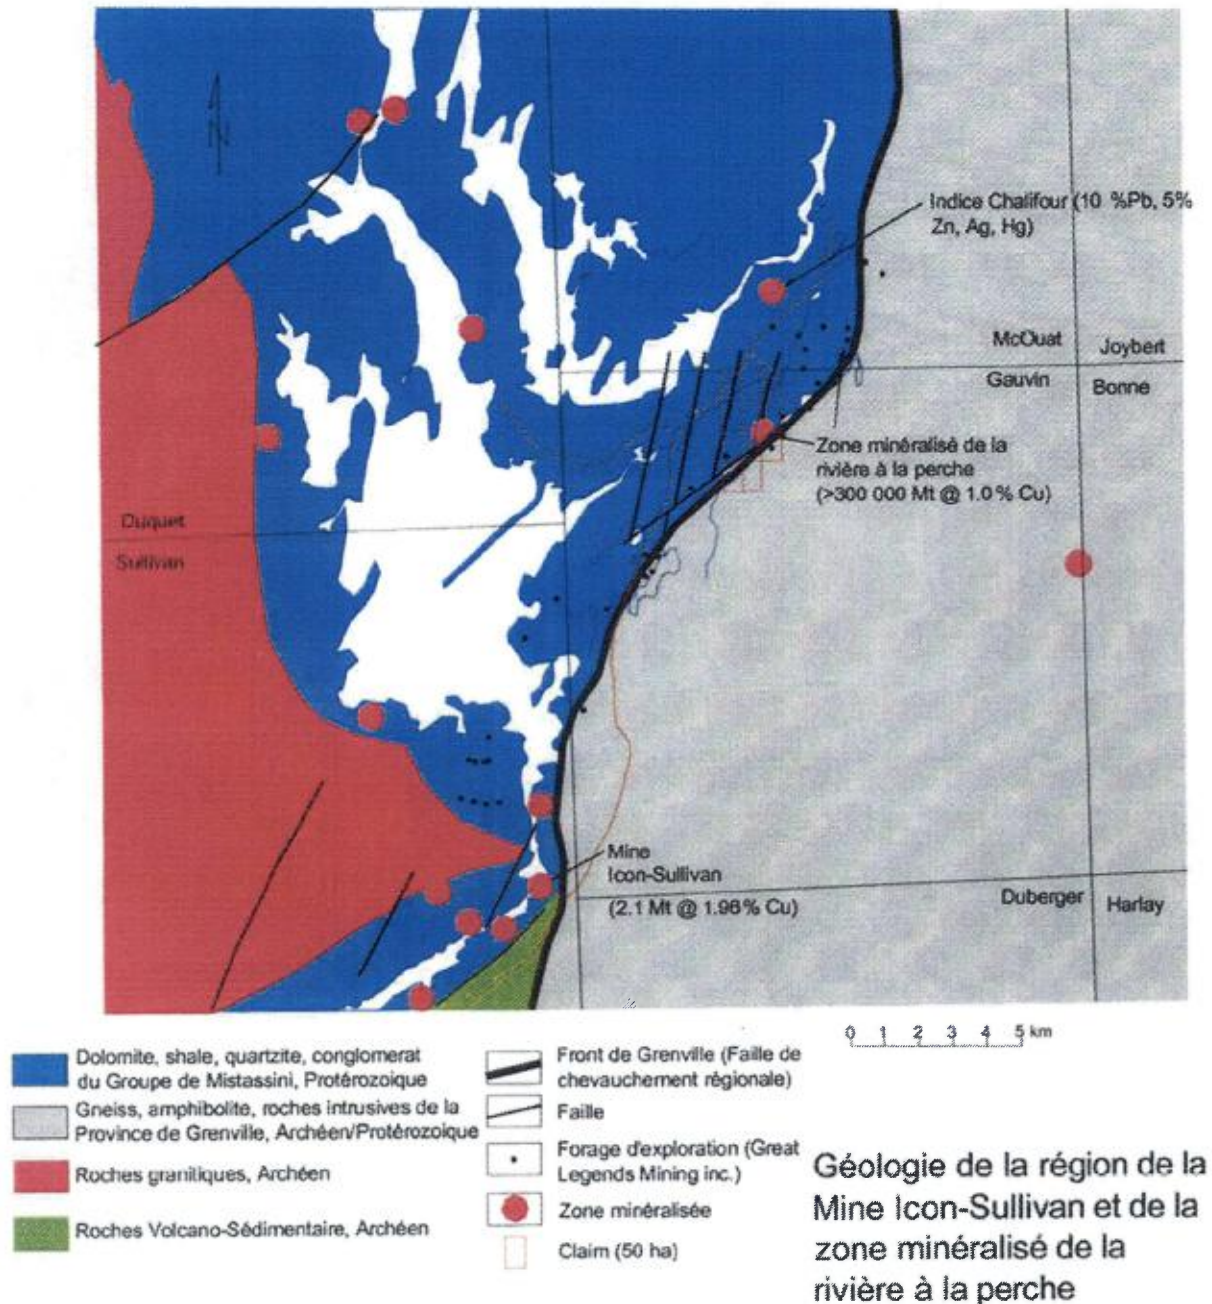 N
Indice Chalifour (10 %Pb, 5%
Zn, Ag, Hg)
McOuat
Joybert
Gauvin
Bonne
Zone minéralisé de la
rivière à la perche
(>300 000 Mt @ 1.0 % Cu)
Duquet
Sullivan
Mine
Icon-Sullivan
(2.1 Mt @ 1.96% Cu)
Duberger
Harlay
0 1 2 3 4 5 km
Dolomite, shale, quartzite, conglomerat
du Groupe de Mistassini, Protérozoique
Gneiss, amphibolite, roches intrusives de la
Province de Grenville, Archéen/Protérozoique
Roches granitiques, Archéen
Roches Volcano-Sédimentaire, Archéen
Front de Grenville (Faille de
chevauchement régionale)
Faille
Forage d'exploration (Great
Legends Mining inc.)
Zone minéralisée
Claim (50 ha)
Géologie de la région de la
Mine Icon-Sullivan et de la
zone minéralisé de la
rivière à la perche